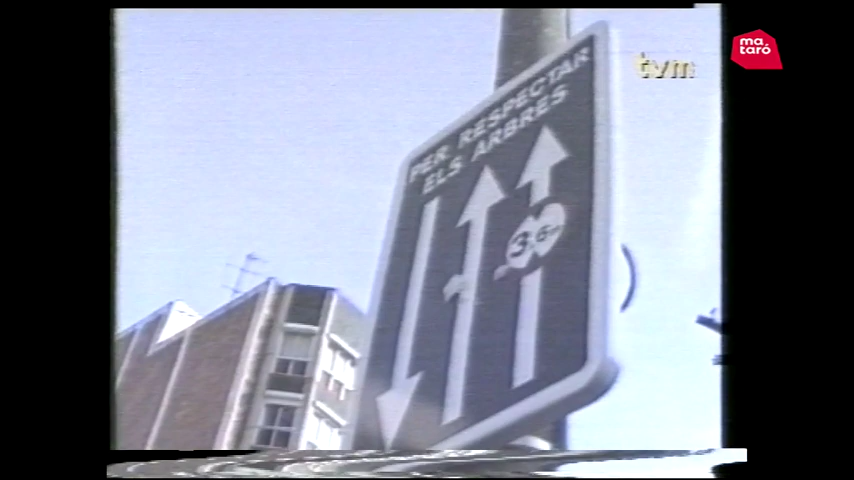 ma
taró
tvm
PER RESPECTAR
ELS ARBRES
3,6m